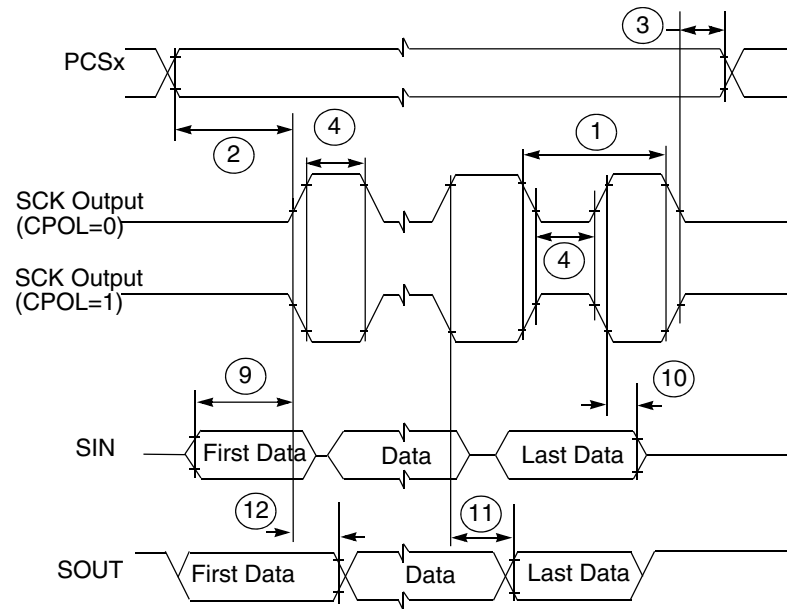 3
PCSx
2
4
1
SCK Output
(CPOL=0)
4
SCK Output
(CPOL=1)
9
10
SIN
First Data
Data
Last Data
12
11
SOUT
First Data
Data
Last Data